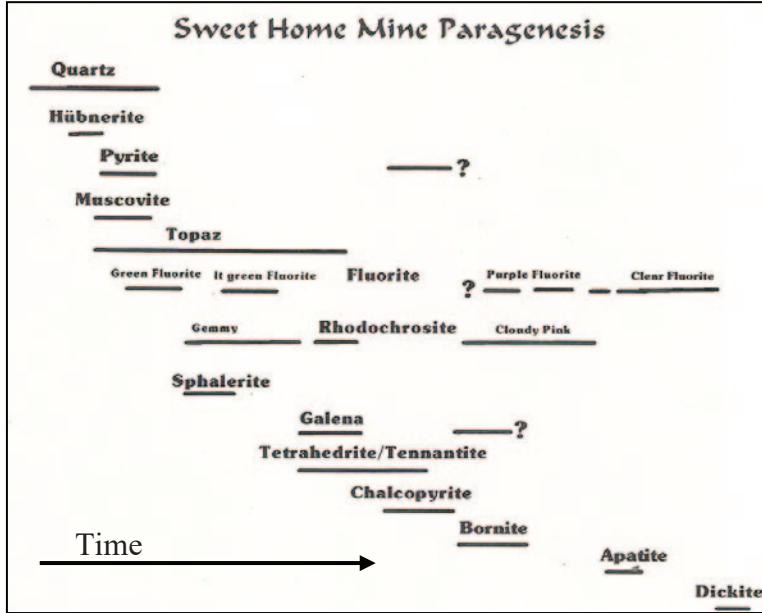 Sweet Home Mine Paragenesis
Quartz
Hübnerite
Pyrite
?
Muscovite
Topaz
Green Fluorite lt green Fluorite Fluorite ? Purple Fluorite Clear Fluorite
Gemmy Rhodochrosite Cloudy Pink
Sphalerite
Galena
?
Tetrahedrite/Tennantite
Chalcopyrite
Bornite
Time
Apatite
Dickite